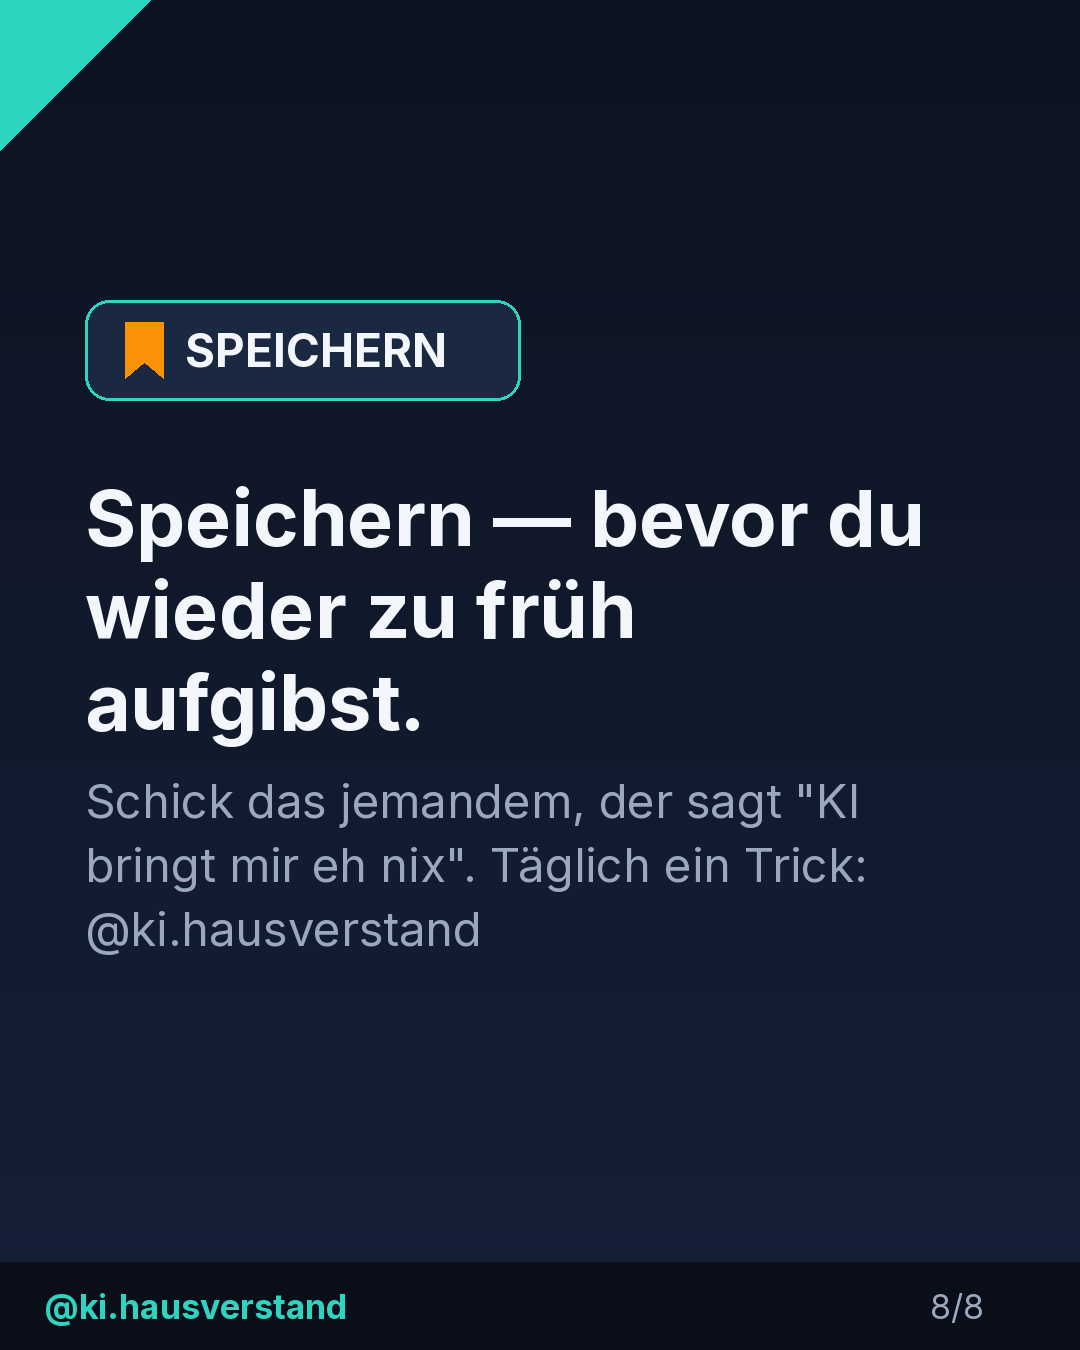 SPEICHERN
Speichern — bevor du
wieder zu früh
aufgibst.
Schick das jemandem, der sagt "KI
bringt mir eh nix". Täglich ein Trick:
@ki.hausverstand
@ki.hausverstand
8/8